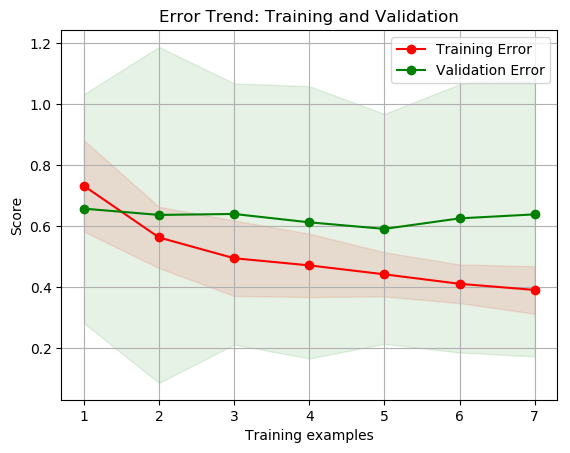 Error Trend: Training and Validation
Training Error
Validation Error
1.2
1.0
0.8
0.6
0.4
0.2
Score
1 2 3 4 5 6 7
Training examples